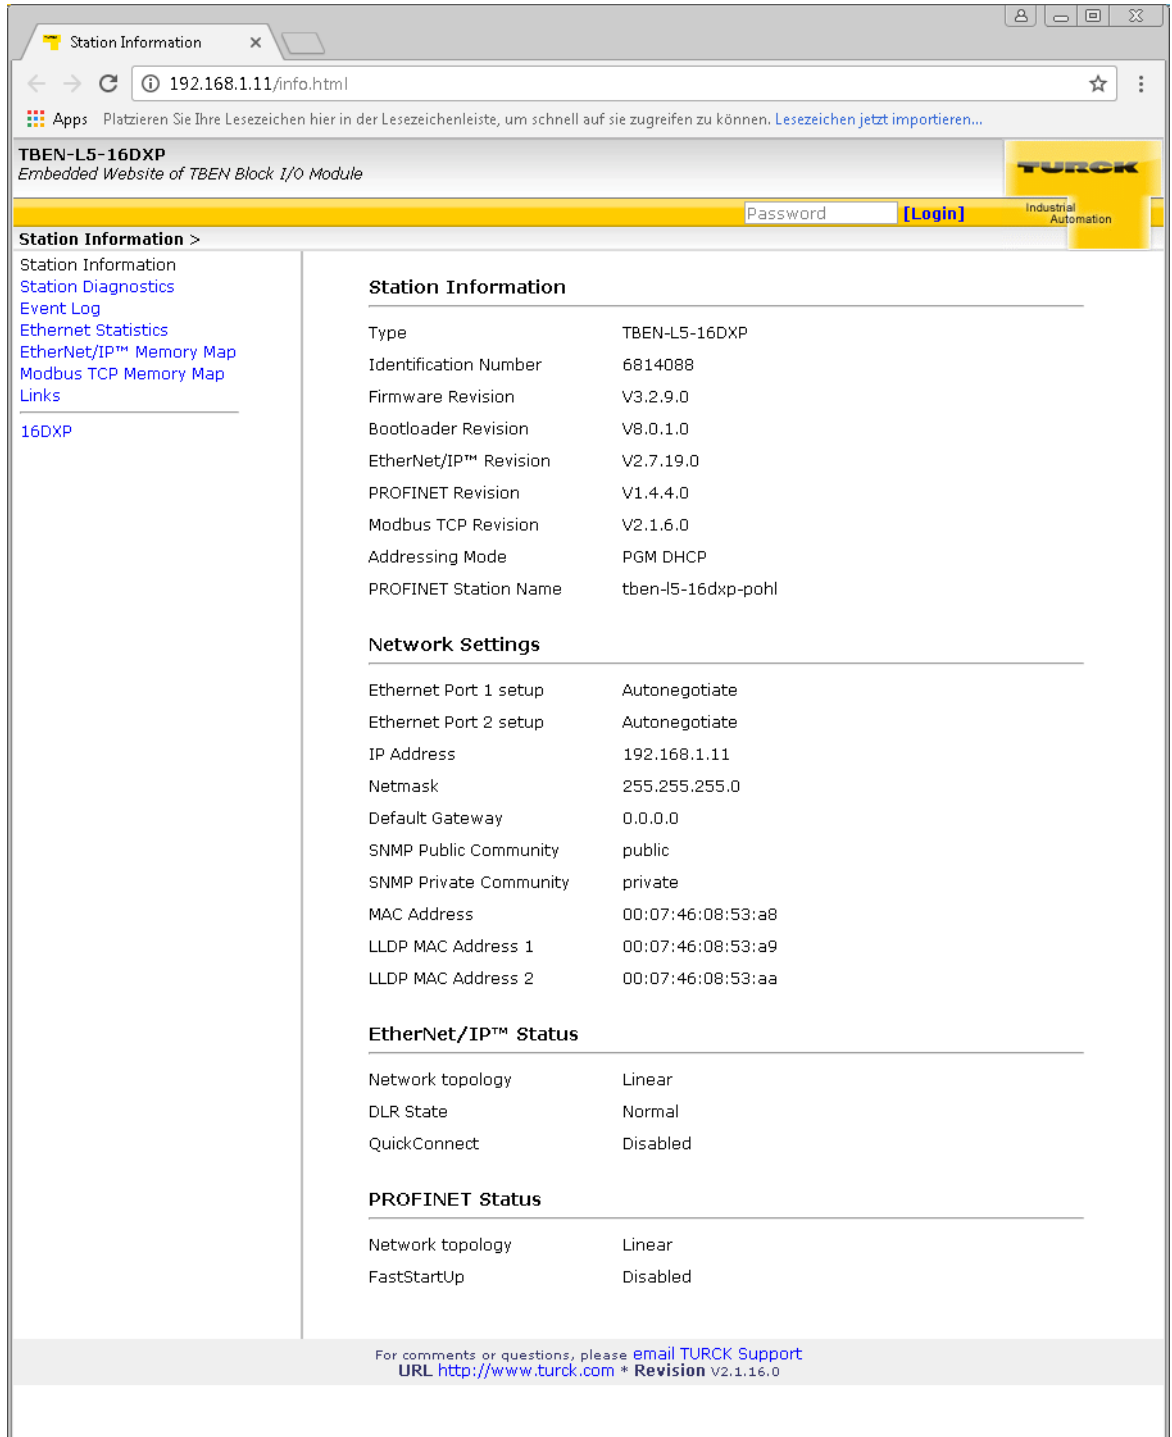 Station Information
192.168.1.11/info.html
Apps Platzieren Sie Ihre Lesezeichen hier in der Lesezeichenleiste, um schnell auf sie zugreifen zu können. Lesezeichen jetzt importieren...
TBEN-L5-16DXP
Embedded Website of TBEN Block I/O Module
TURCK
Industrial
Automation
Password [Login]
Station Information >
Station Information
Station Diagnostics
Event Log
Ethernet Statistics
EtherNet/IP™ Memory Map
Modbus TCP Memory Map
Links
16DXP
Station Information
Type TBEN-L5-16DXP
Identification Number 6814088
Firmware Revision V3.2.9.0
Bootloader Revision V8.0.1.0
EtherNet/IP™ Revision V2.7.19.0
PROFINET Revision V1.4.4.0
Modbus TCP Revision V2.1.6.0
Addressing Mode PGM DHCP
PROFINET Station Name tben-l5-16dxp-pohl
Network Settings
Ethernet Port 1 setup Autonegotiate
Ethernet Port 2 setup Autonegotiate
IP Address 192.168.1.11
Netmask 255.255.255.0
Default Gateway 0.0.0.0
SNMP Public Community public
SNMP Private Community private
MAC Address 00:07:46:08:53:a8
LLDP MAC Address 1 00:07:46:08:53:a9
LLDP MAC Address 2 00:07:46:08:53:aa
EtherNet/IP™ Status
Network topology Linear
DLR State Normal
QuickConnect Disabled
PROFINET Status
Network topology Linear
FastStartUp Disabled
For comments or questions, please email TURCK Support
URL http://www.turck.com * Revision V2.1.16.0